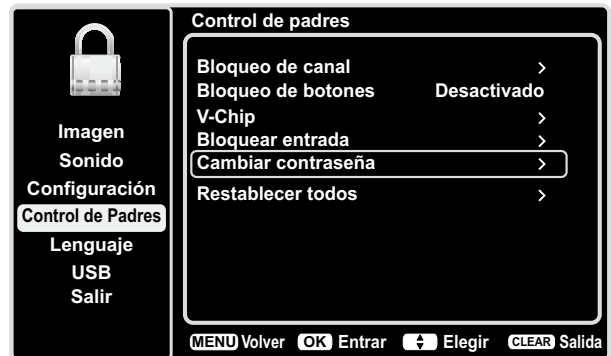 Control de padres
Imagen
Sonido
Configuración
Control de Padres
Lenguaje
USB
Salir
Bloqueo de canal >
Bloqueo de botones Desactivado
V-Chip >
Bloquear entrada >
Cambiar contraseña >
Restablecer todos >
MENU Volver OK Entrar Elegir CLEAR Salida